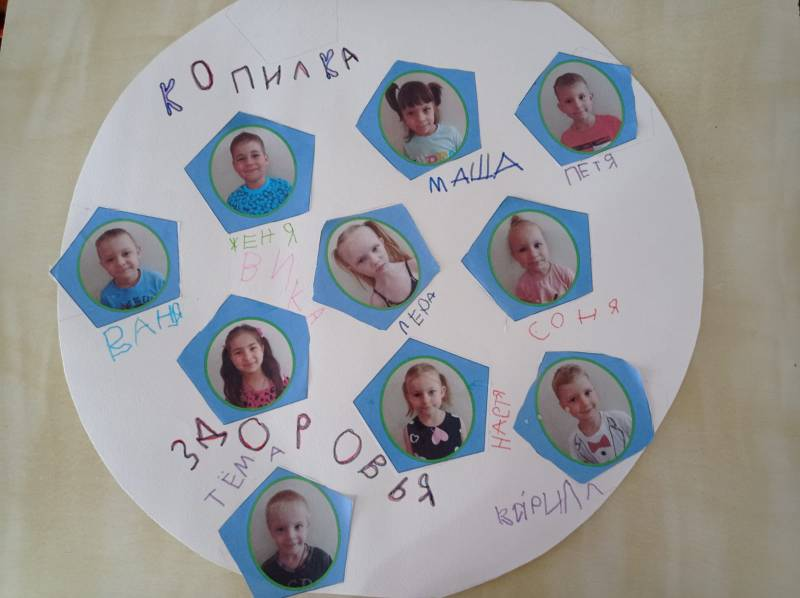 КОПИЛКА
МАША
ПЕТЯ
ЖЕНЯ
ВИКА
ВАНЯ
ЛЕРА
СОНЯ
НАСТЯ
ЗДОРОВЬЯ
ТЁМА
КИРИЛЛ